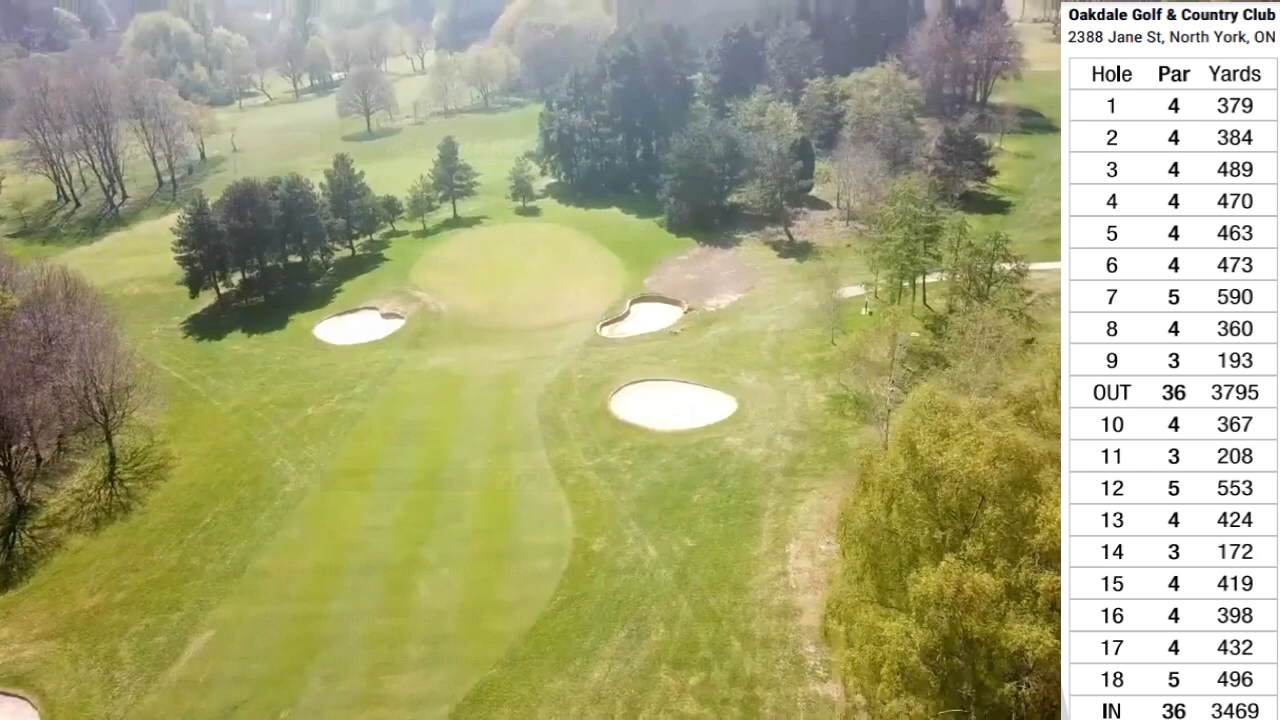 Oakdale Golf & Country Club
2388 Jane St, North York, ON
Hole Par Yards
1 4 379
2 4 384
3 4 489
4 4 470
5 4 463
6 4 473
7 5 590
8 4 360
9 3 193
OUT 36 3795
10 4 367
11 3 208
12 5 553
13 4 424
14 3 172
15 4 419
16 4 398
17 4 432
18 5 496
IN 36 3469